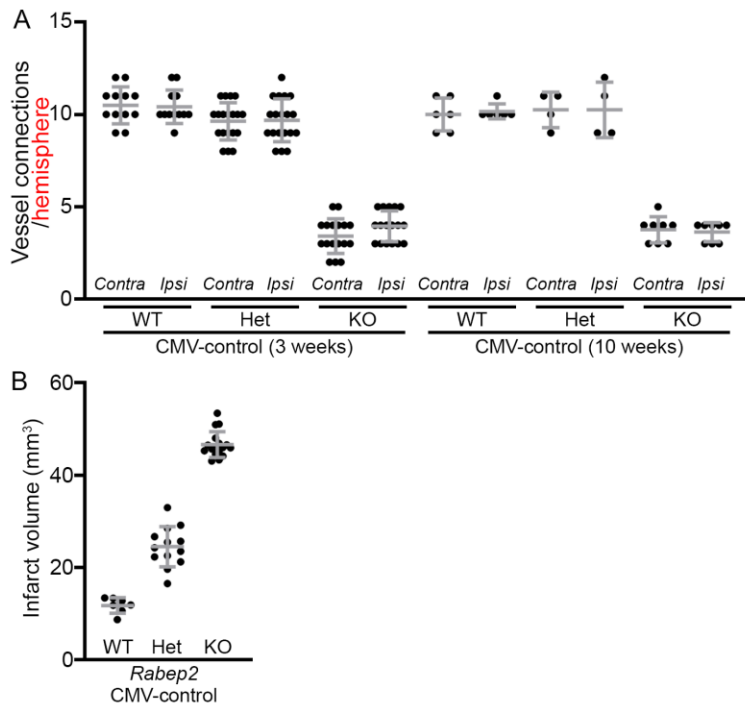 A
15
10
5
0
Vessel connections
/hemisphere
Contra Ipsi Contra Ipsi Contra Ipsi Contra Ipsi Contra Ipsi Contra Ipsi
WT Het KO WT Het KO
CMV-control (3 weeks) CMV-control (10 weeks)
B
60
40
20
0
Infarct volume (mm³)
WT Het KO
Rabep2
CMV-control